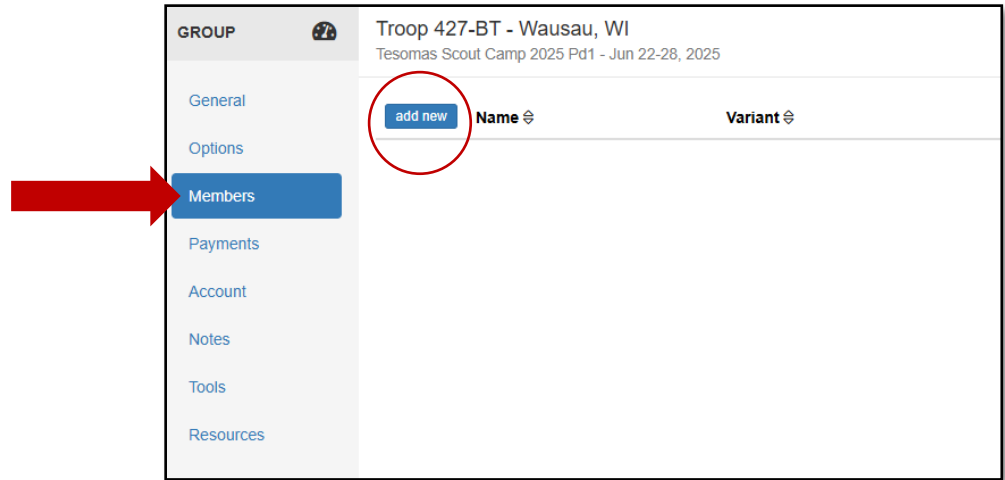 GROUP
Troop 427-BT - Wausau, WI
Tesomas Scout Camp 2025 Pd1 - Jun 22-28, 2025
add new Name Variant
General
Options
Members
Payments
Account
Notes
Tools
Resources